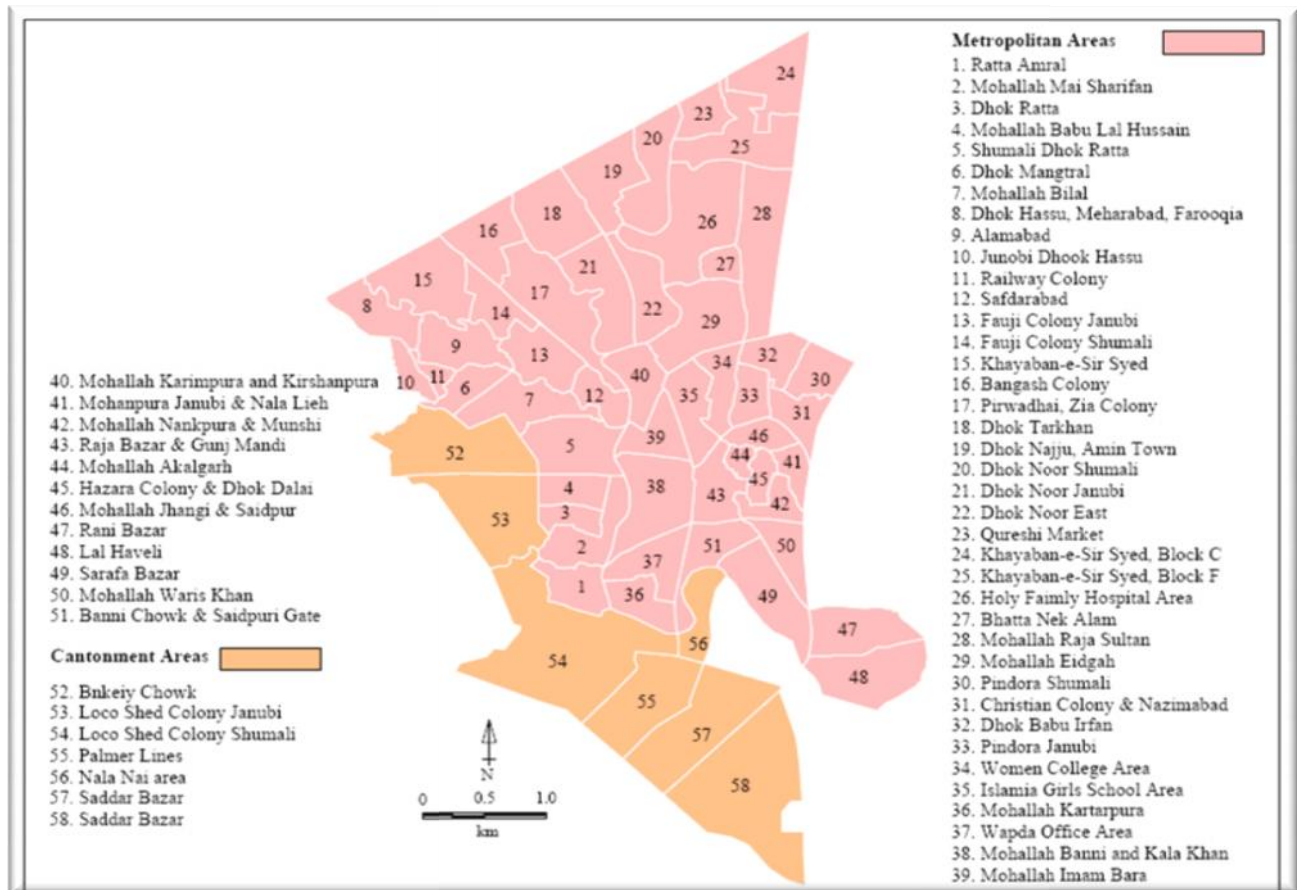 Metropolitan Areas
1. Ratta Amral
2. Mohallah Mai Sharifan
3. Dhok Ratta
4. Mohallah Babu Lal Hussain
5. Shumali Dhok Ratta
6. Dhok Mangtral
7. Mohallah Bilal
8. Dhok Hassu, Meharabad, Farooqia
9. Alamabad
10. Junobi Dhook Hassu
11. Railway Colony
12. Safdarabad
13. Fauji Colony Janubi
14. Fauji Colony Shumali
15. Khayaban-e-Sir Syed
16. Bangash Colony
17. Pirwadhai, Zia Colony
18. Dhok Tarkhan
19. Dhok Najju, Amin Town
20. Dhok Noor Shumali
21. Dhok Noor Janubi
22. Dhok Noor East
23. Qureshi Market
24. Khayaban-e-Sir Syed, Block C
25. Khayaban-e-Sir Syed, Block F
26. Holy Faimly Hospital Area
27. Bhatta Nek Alam
28. Mohallah Raja Sultan
29. Mohallah Eidgah
30. Pindora Shumali
31. Christian Colony & Nazimabad
32. Dhok Babu Irfan
33. Pindora Janubi
34. Women College Area
35. Islamia Girls School Area
36. Mohallah Kartarpura
37. Wapda Office Area
38. Mohallah Banni and Kala Khan
39. Mohallah Imam Bara
40. Mohallah Karimpura and Kirshanpura
41. Mohanpura Janubi & Nala Lieh
42. Mohallah Nankpura & Munshi
43. Raja Bazar & Gunj Mandi
44. Mohallah Akalgarh
45. Hazara Colony & Dhok Dalai
46. Mohallah Jhangi & Saidpur
47. Rani Bazar
48. Lal Haveli
49. Sarafa Bazar
50. Mohallah Waris Khan
51. Banni Chowk & Saidpuri Gate
Cantonment Areas
52. Bnkeiy Chowk
53. Loco Shed Colony Janubi
54. Loco Shed Colony Shumali
55. Palmer Lines
56. Nala Nai area
57. Saddar Bazar
58. Saddar Bazar
24
23
20
25
19
18
28
26
16
21
27
15
17
8
22
14
29
9
13
34
32
40
30
10
11
6
12
35
33
7
31
39
46
5
52
44
41
45
4
38
43
42
53
3
2
51
50
37
1
36
49
47
56
54
48
55
57
58
N
0 0.5 1.0
km